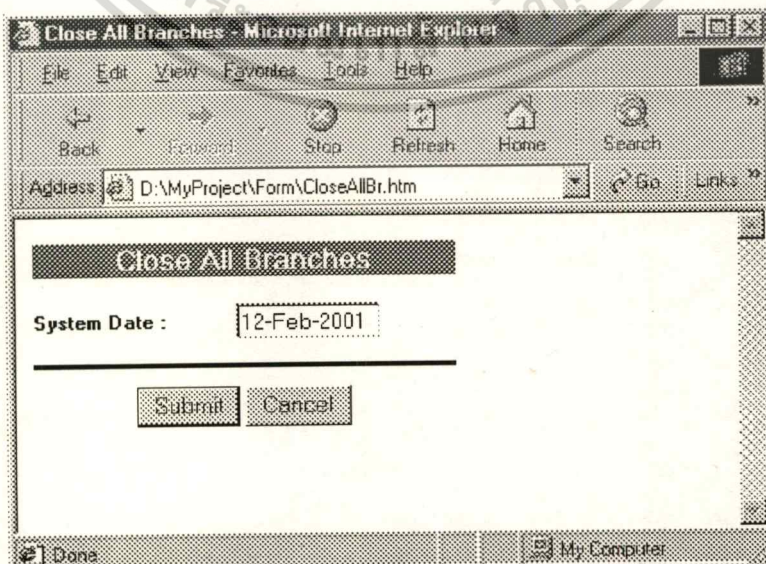 Close All Branches - Microsoft Internet Explorer
File Edit View Favorites Tools Help
Back Forward Stop Refresh Home Search »
Address D:\MyProject\Form\CloseAllBr.htm Go Links »
Close All Branches
System Date : 12-Feb-2001
Submit Cancel
Done My Computer